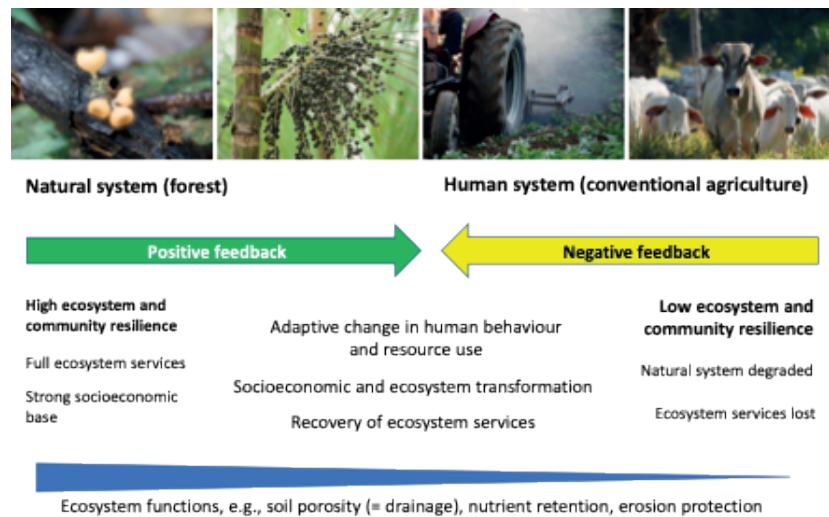 Natural system (forest)
Human system (conventional agriculture)
Positive feedback
Negative feedback
High ecosystem and
community resilience
Full ecosystem services
Strong socioeconomic
base
Adaptive change in human behaviour
and resource use
Socioeconomic and ecosystem transformation
Recovery of ecosystem services
Low ecosystem and
community resilience
Natural system degraded
Ecosystem services lost
Ecosystem functions, e.g., soil porosity (= drainage), nutrient retention, erosion protection